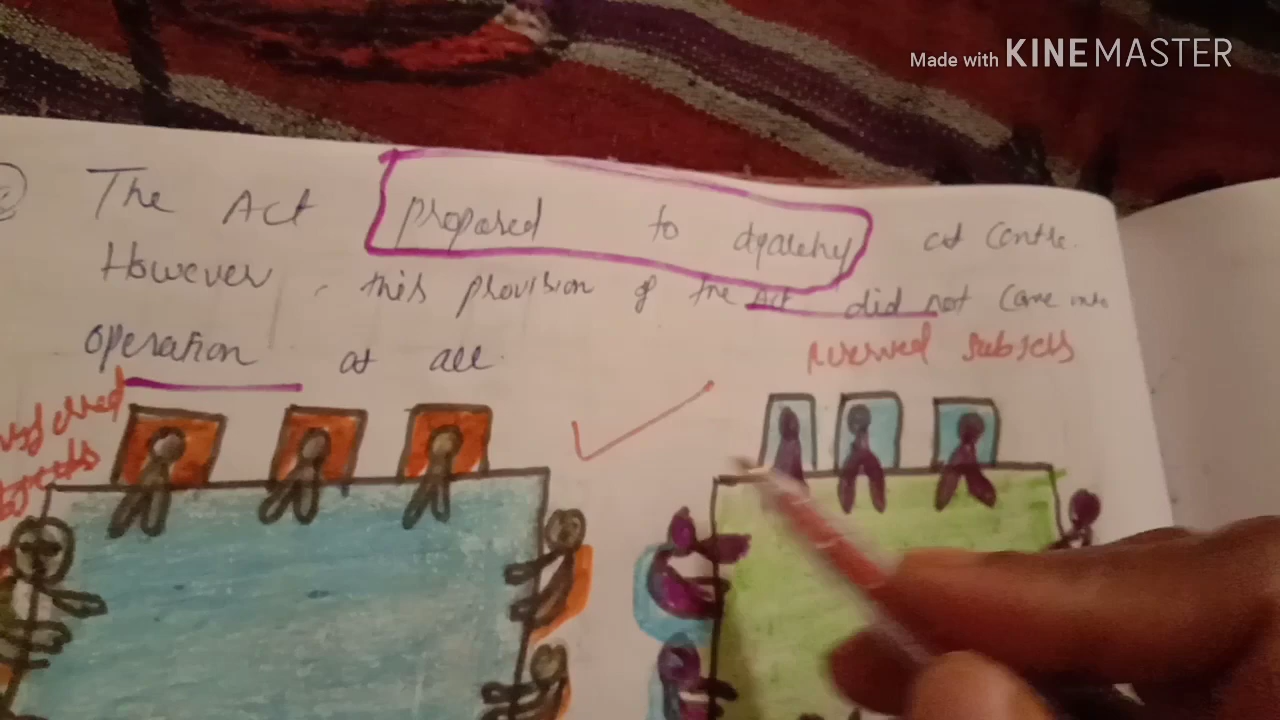 Made with KINEMASTER
The Act proposed to dyarchy at Centre.
However, this provision of the Act did not Come into
operation at all.
reserved subjects